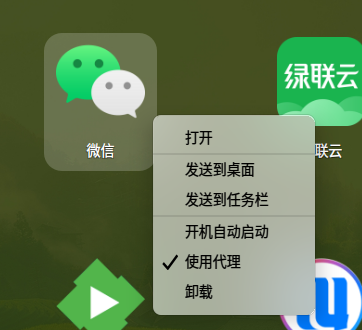 绿联云
微信
联云
打开
发送到桌面
发送到任务栏
开机自动启动
使用代理
卸载